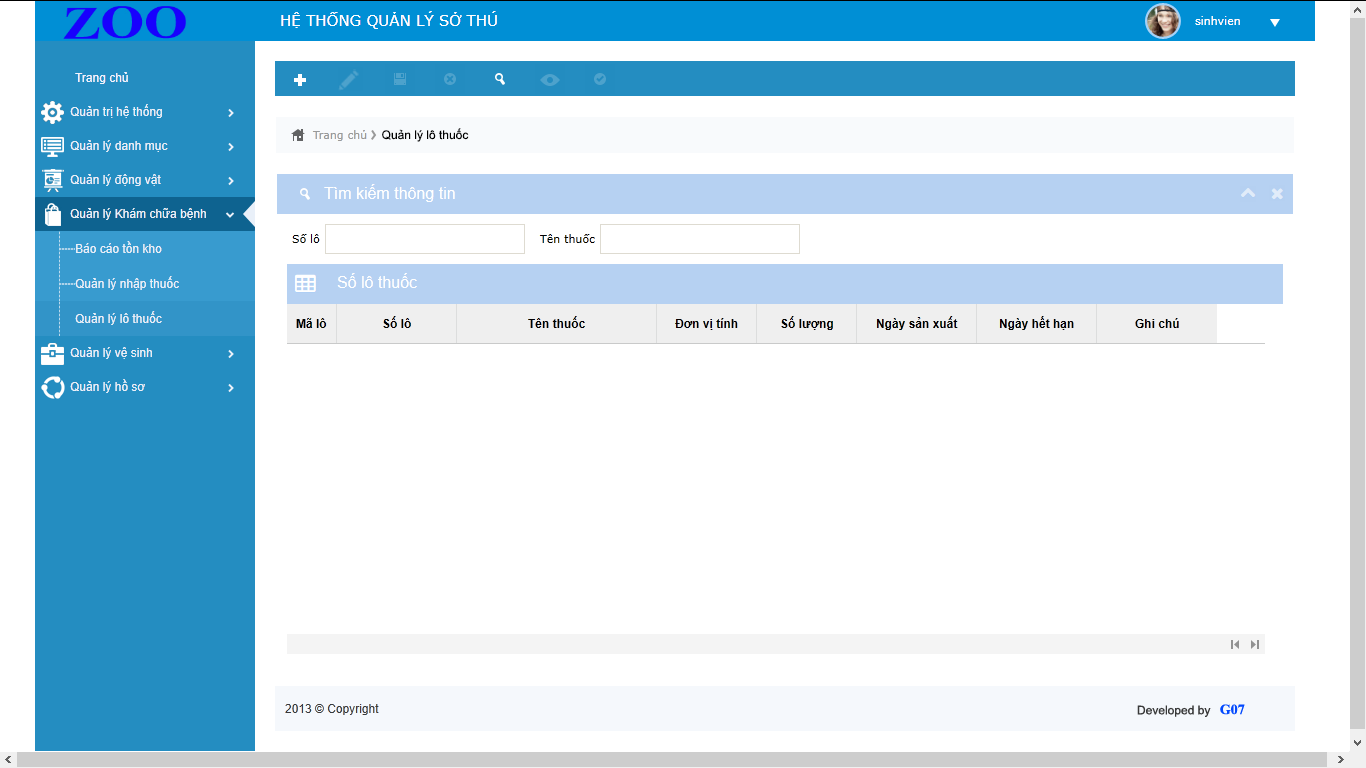 ZOO
HỆ THỐNG QUẢN LÝ SỞ THÚ
sinhvien
Trang chủ
Quản trị hệ thống
Quản lý danh mục
Quản lý động vật
Quản lý Khám chữa bệnh
Báo cáo tồn kho
Quản lý nhập thuốc
Quản lý lô thuốc
Quản lý vệ sinh
Quản lý hồ sơ
Trang chủ Quản lý lô thuốc
Tìm kiếm thông tin
Số lô Tên thuốc
Số lô thuốc
Mã lô Số lô Tên thuốc Đơn vị tính Số lượng Ngày sản xuất Ngày hết hạn Ghi chú
2013 © Copyright
Developed by G07